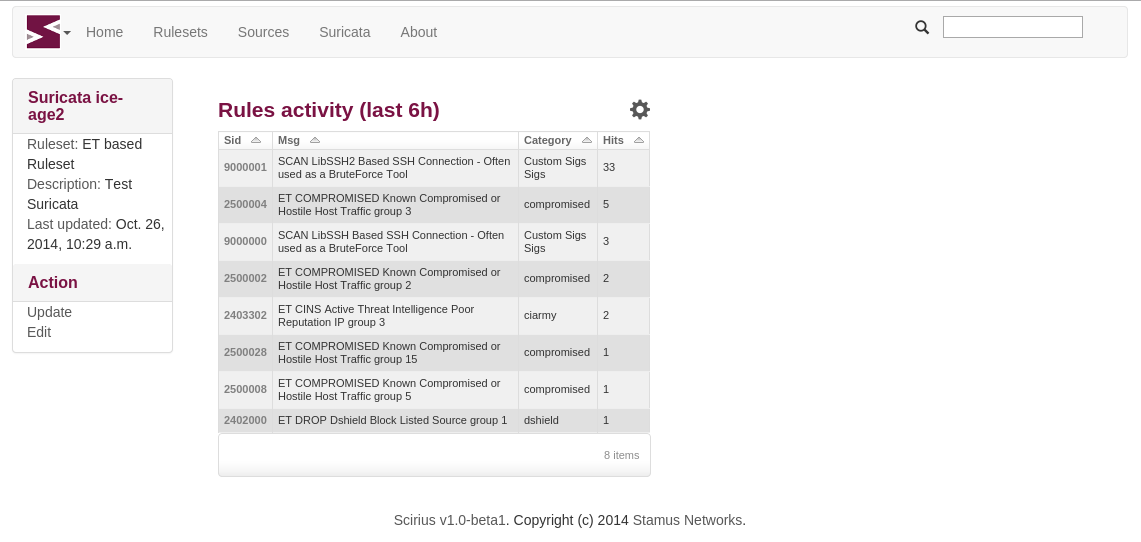 Home Rulesets Sources Suricata About
Suricata ice-
age2
Ruleset: ET based
Ruleset
Description: Test
Suricata
Last updated: Oct. 26,
2014, 10:29 a.m.
Action
Update
Edit
Rules activity (last 6h)
Sid Msg Category Hits
9000001 SCAN LibSSH2 Based SSH Connection - Often used as a BruteForce Tool Custom Sigs Sigs 33
2500004 ET COMPROMISED Known Compromised or Hostile Host Traffic group 3 compromised 5
9000000 SCAN LibSSH Based SSH Connection - Often used as a BruteForce Tool Custom Sigs Sigs 3
2500002 ET COMPROMISED Known Compromised or Hostile Host Traffic group 2 compromised 2
2403302 ET CINS Active Threat Intelligence Poor Reputation IP group 3 ciarmy 2
2500028 ET COMPROMISED Known Compromised or Hostile Host Traffic group 15 compromised 1
2500008 ET COMPROMISED Known Compromised or Hostile Host Traffic group 5 compromised 1
2402000 ET DROP Dshield Block Listed Source group 1 dshield 1
8 items
Scirius v1.0-beta1. Copyright (c) 2014 Stamus Networks.